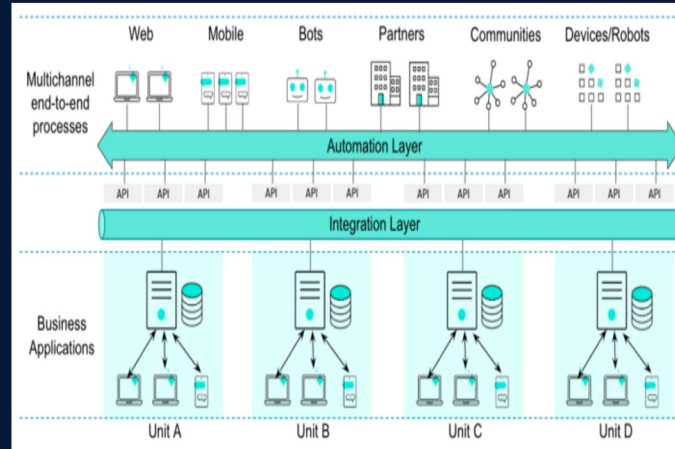 Web Mobile Bots Partners Communities Devices/Robots
Multichannel
end-to-end
processes
Automation Layer
API API API API API API API API API API API API
Integration Layer
Business
Applications
Unit A Unit B Unit C Unit D